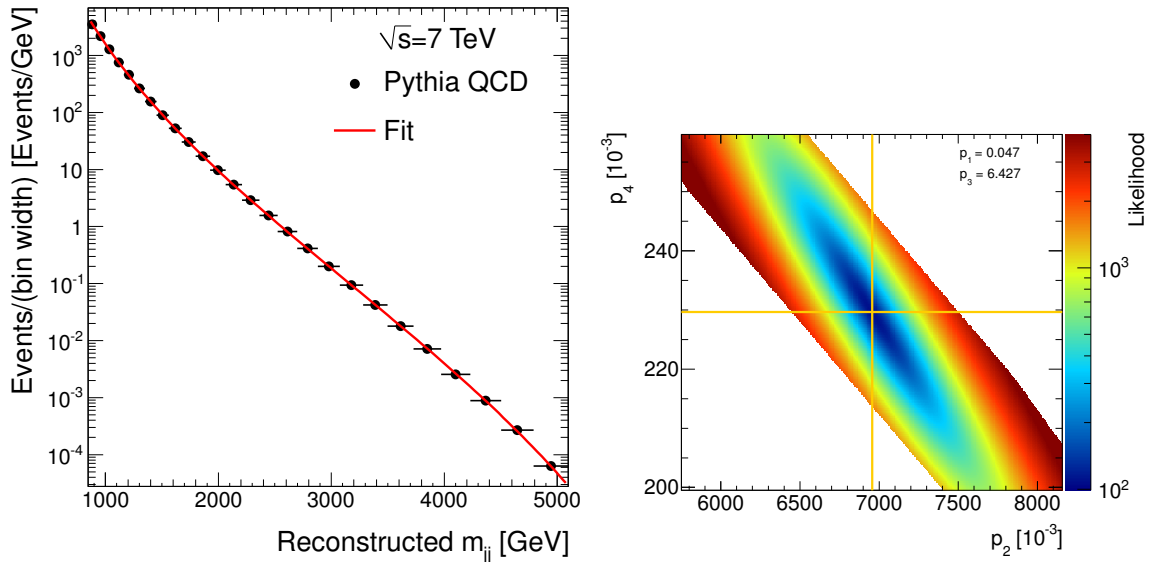 √s=7 TeV
Pythia QCD
Fit
Events/(bin width) [Events/GeV]
10³
10²
10
1
10⁻¹
10⁻²
10⁻³
10⁻⁴
1000 2000 3000 4000 5000
Reconstructed m_jj [GeV]
p₄ [10⁻³]
240
220
200
p₁ = 0.047
p₃ = 6.427
6000 6500 7000 7500 8000
p₂ [10⁻³]
Likelihood
10³
10²